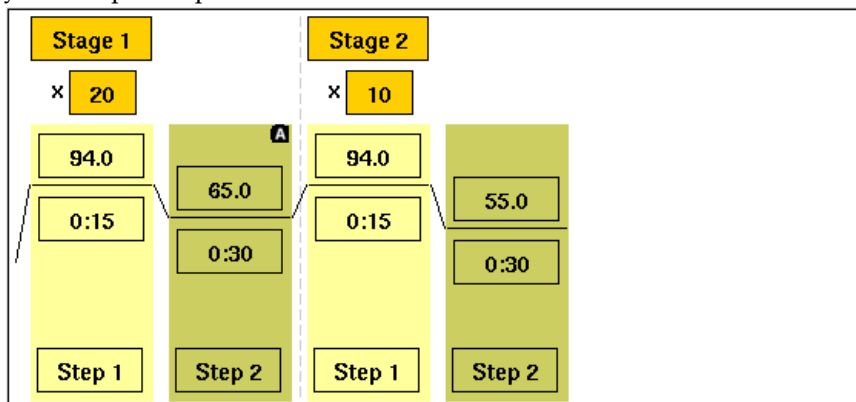 Stage 1 Stage 2
x 20 x 10
A
94.0 94.0
65.0 55.0
0:15 0:15
0:30 0:30
Step 1 Step 2 Step 1 Step 2